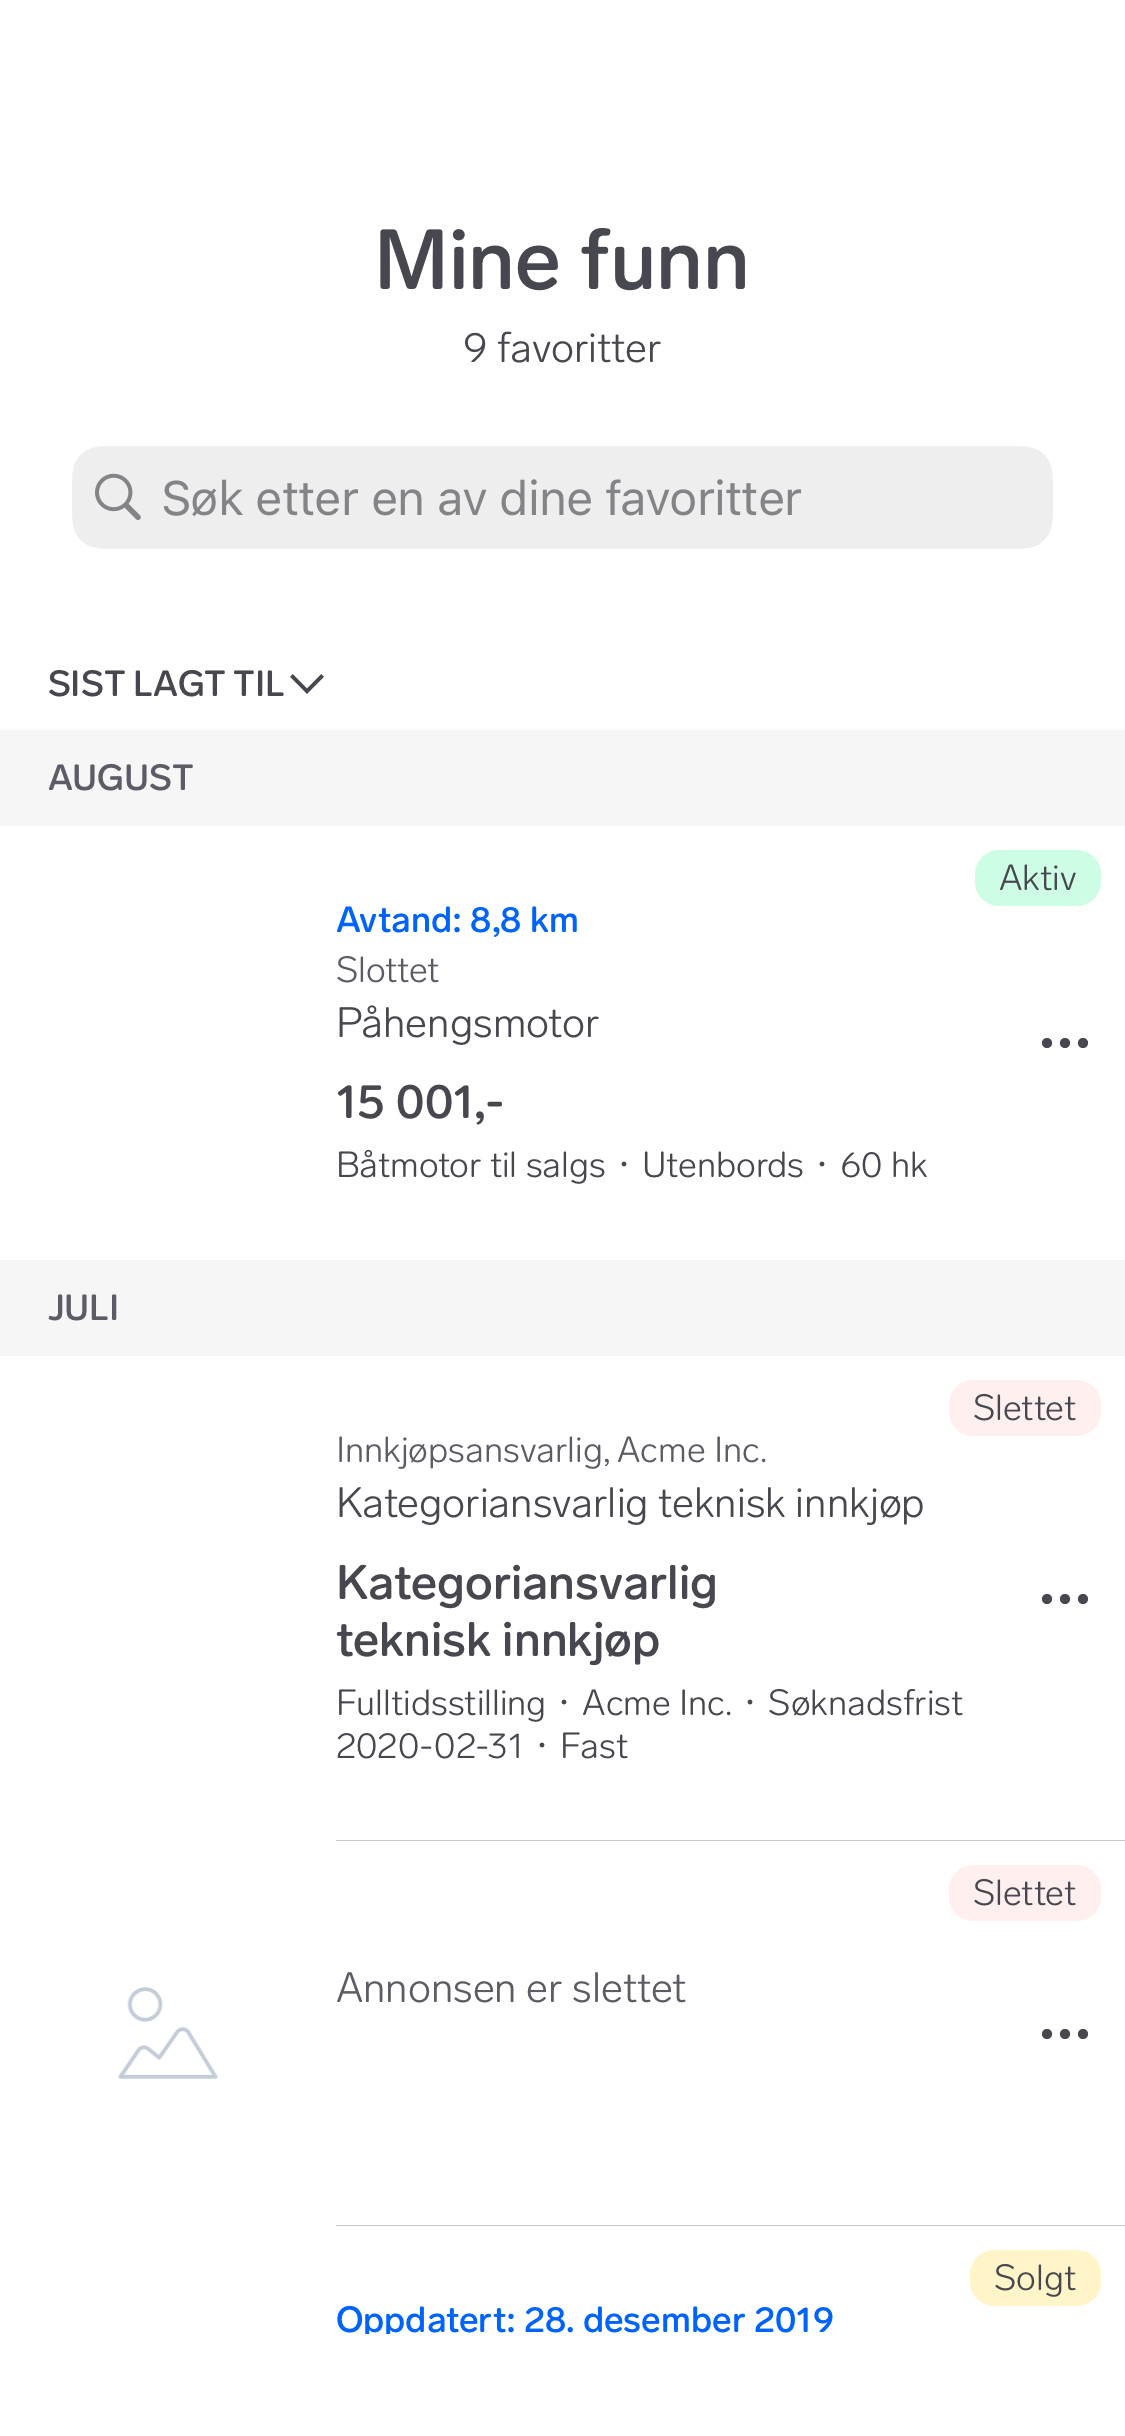 Mine funn
9 favoritter
Søk etter en av dine favoritter
SIST LAGT TIL
AUGUST
Aktiv
Avtand: 8,8 km
Slottet
Påhengsmotor
15 001,-
Båtmotor til salgs · Utenbords · 60 hk
JULI
Slettet
Innkjøpsansvarlig, Acme Inc.
Kategoriansvarlig teknisk innkjøp
Kategoriansvarlig
teknisk innkjøp
Fulltidsstilling · Acme Inc. · Søknadsfrist
2020-02-31 · Fast
Slettet
Annonsen er slettet
Solgt
Oppdatert: 28. desember 2019